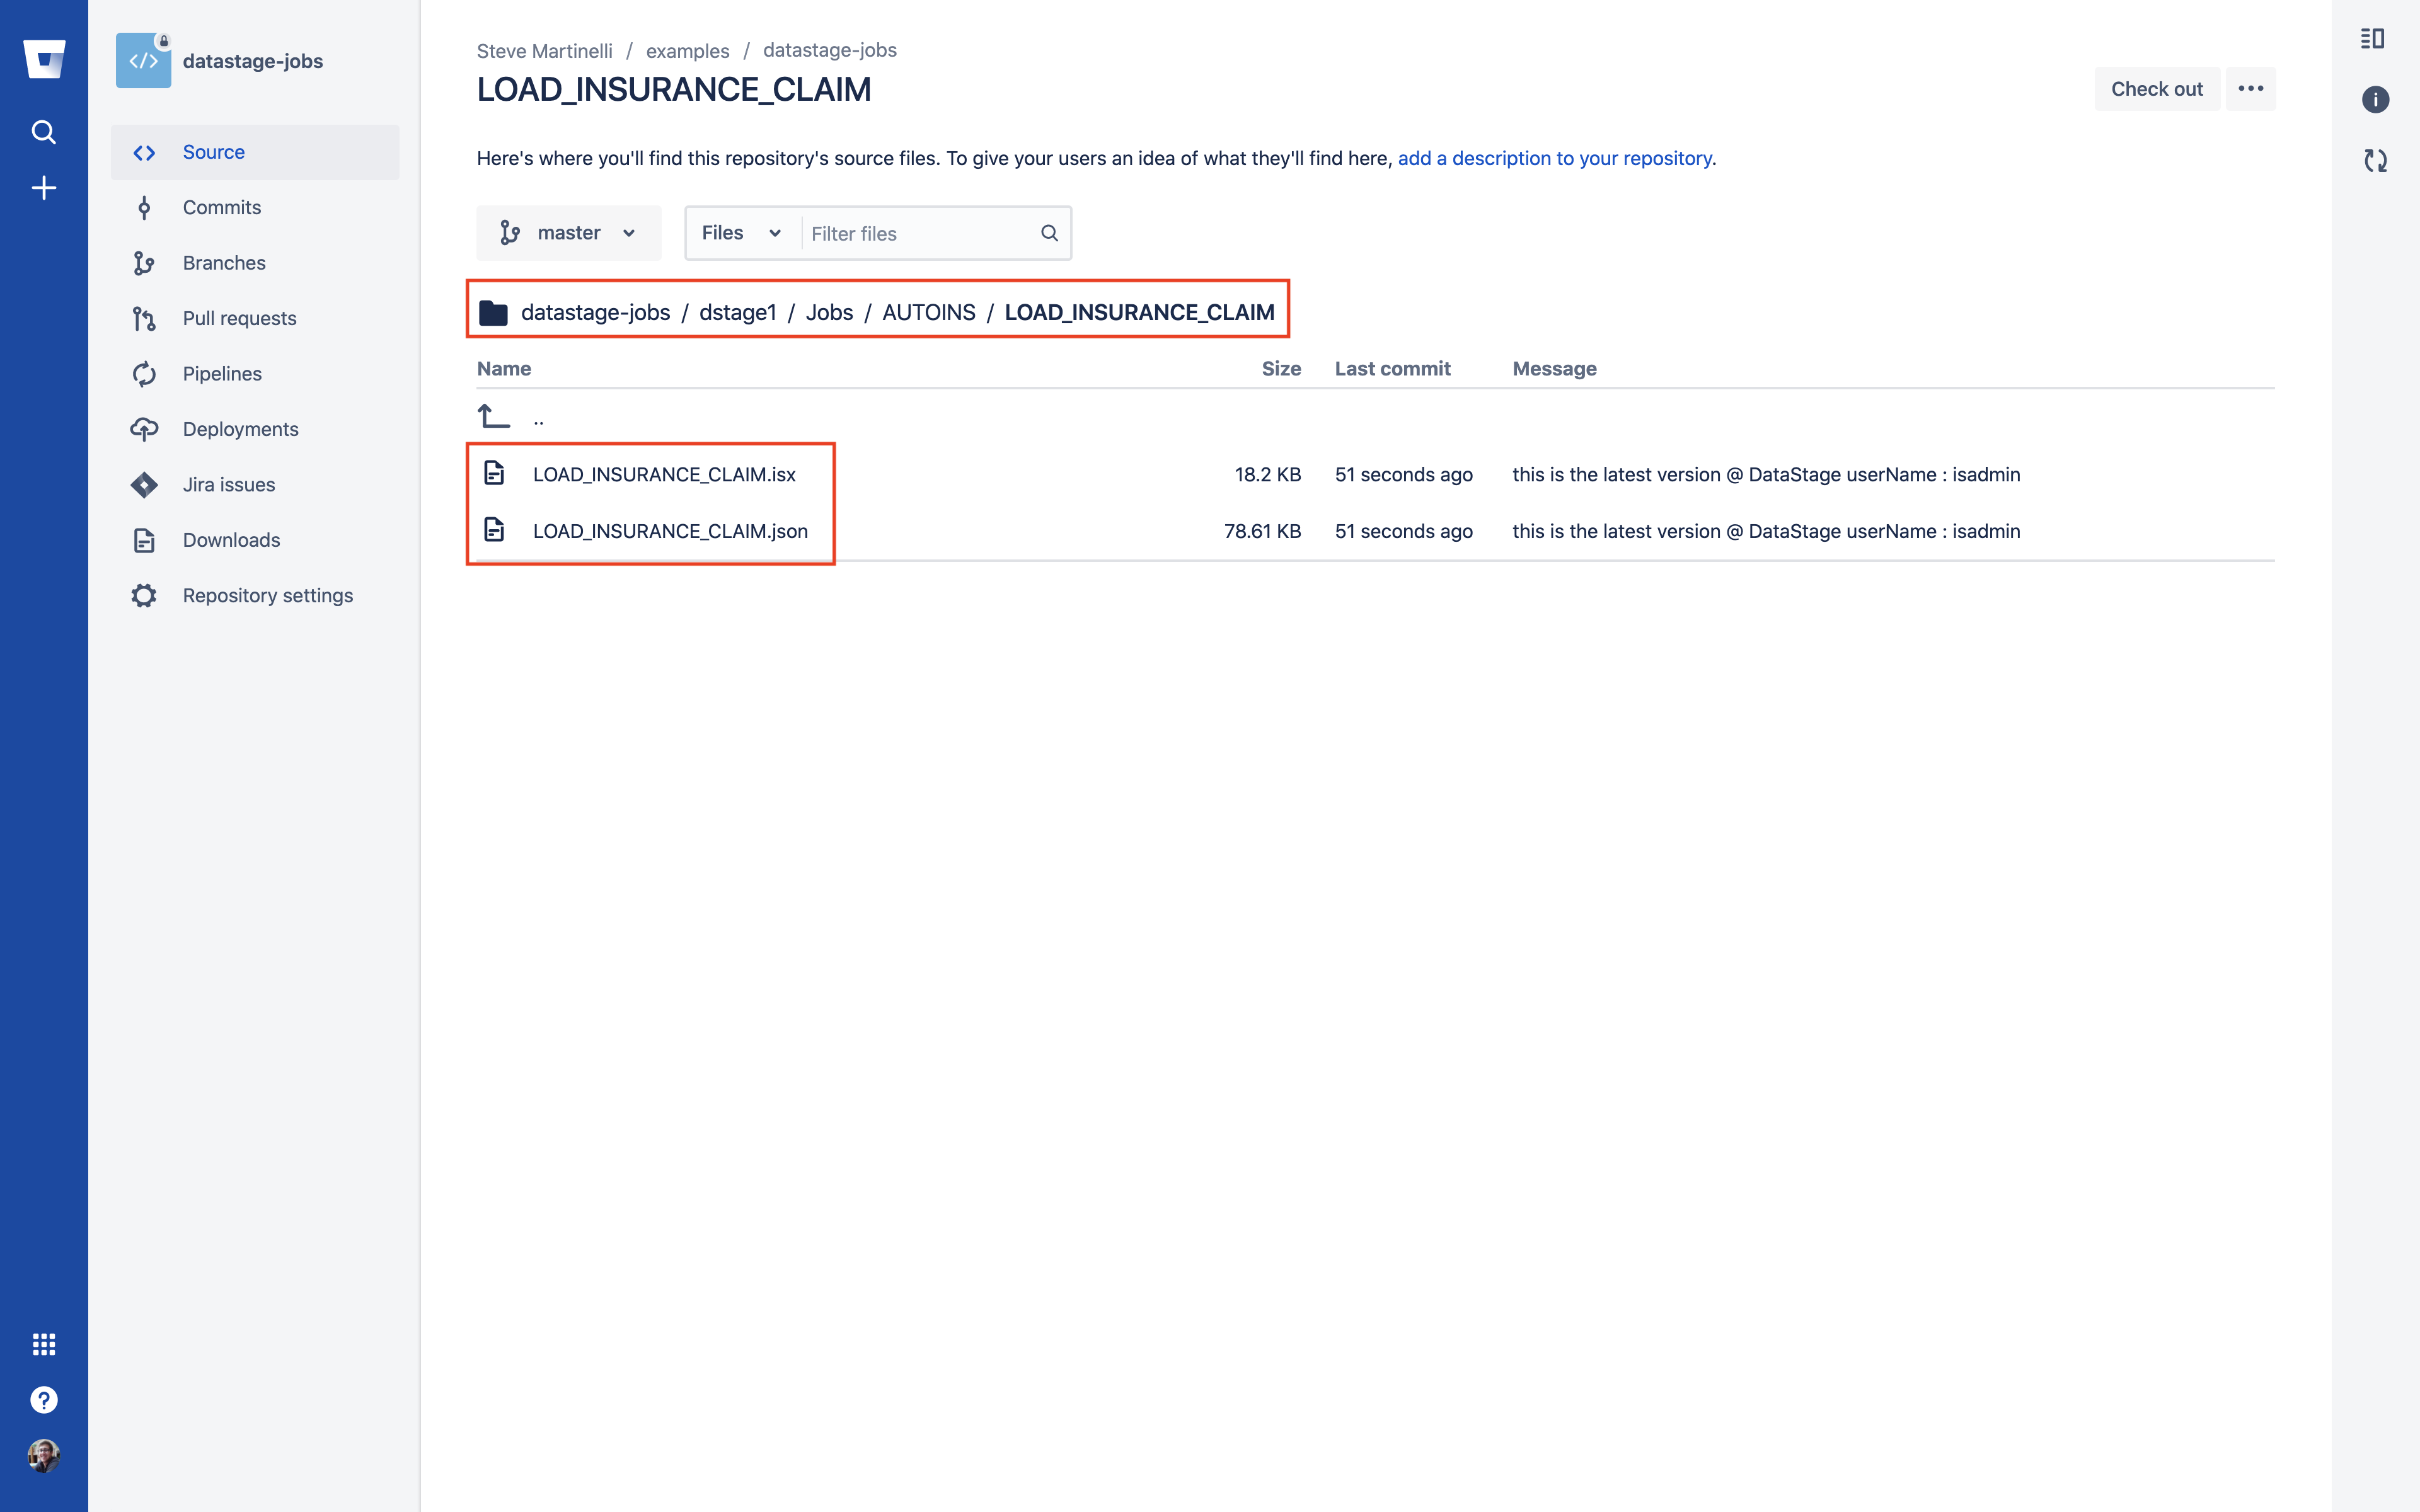 datastage-jobs
Source
Commits
Branches
Pull requests
Pipelines
Deployments
Jira issues
Downloads
Repository settings
Steve Martinelli / examples / datastage-jobs
LOAD_INSURANCE_CLAIM
Check out
Here's where you'll find this repository's source files. To give your users an idea of what they'll find here, add a description to your repository.
master
Files
Filter files
datastage-jobs / dstage1 / Jobs / AUTOINS / LOAD_INSURANCE_CLAIM
Name Size Last commit Message
..
LOAD_INSURANCE_CLAIM.isx 18.2 KB 51 seconds ago this is the latest version @ DataStage userName : isadmin
LOAD_INSURANCE_CLAIM.json 78.61 KB 51 seconds ago this is the latest version @ DataStage userName : isadmin